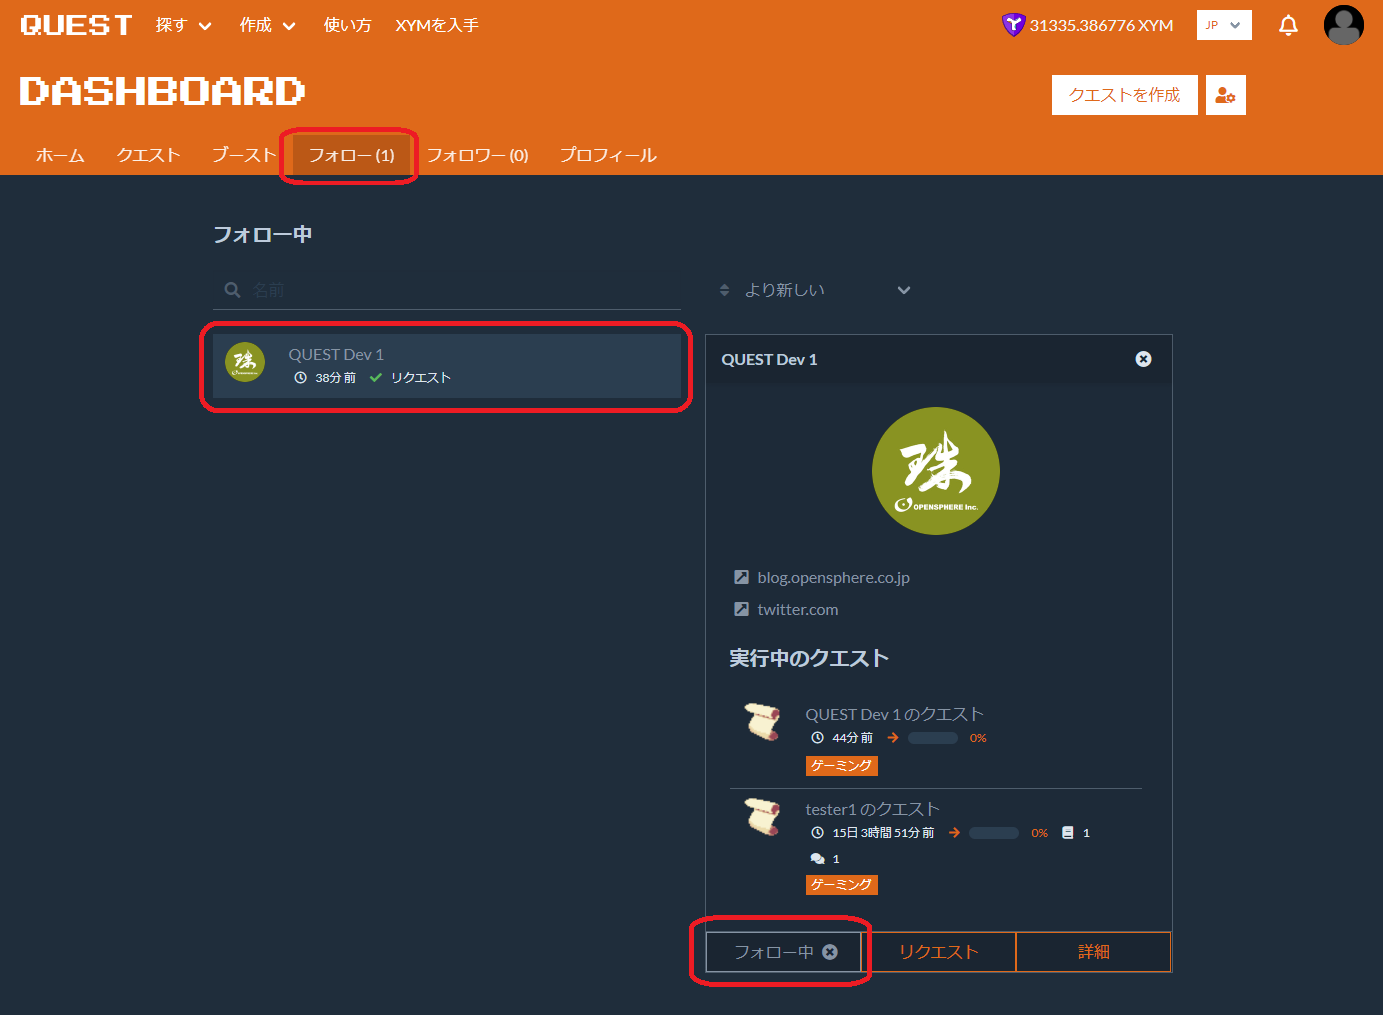 QUEST 探す 作成 使い方 XYMを入手 31335.386776 XYM JP
DASHBOARD クエストを作成
ホーム クエスト ブースト フォロー (1) フォロワー (0) プロフィール
フォロー中
名前 より新しい
QUEST Dev 1
38分 前 リクエスト
QUEST Dev 1
珠
OPENSPHERE Inc.
blog.opensphere.co.jp
twitter.com
実行中のクエスト
QUEST Dev 1 のクエスト
44分 前 0%
ゲーミング
tester1 のクエスト
15日 3時間 51分 前 0% 1
1
ゲーミング
フォロー中 リクエスト 詳細